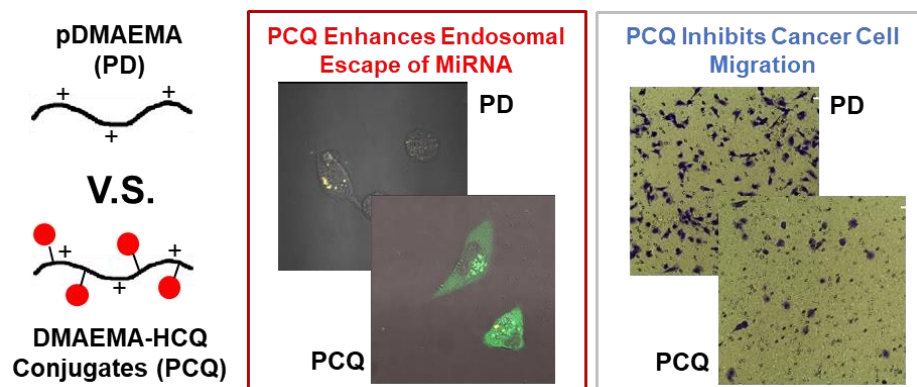 pDMAEMA
(PD)
+
+
+
V.S.
+
+
+
DMAEMA-HCQ
Conjugates (PCQ)
PCQ Enhances Endosomal
Escape of MiRNA
PD
PCQ
PCQ Inhibits Cancer Cell
Migration
PD
PCQ